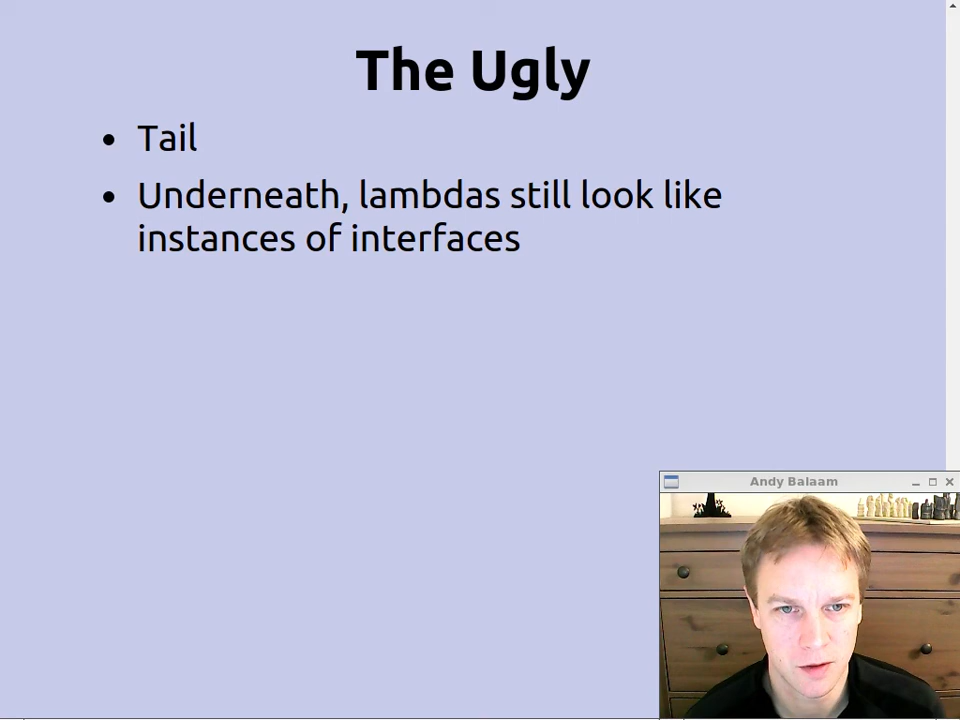 The Ugly
• Tail
• Underneath, lambdas still look like
instances of interfaces
Andy Balaam